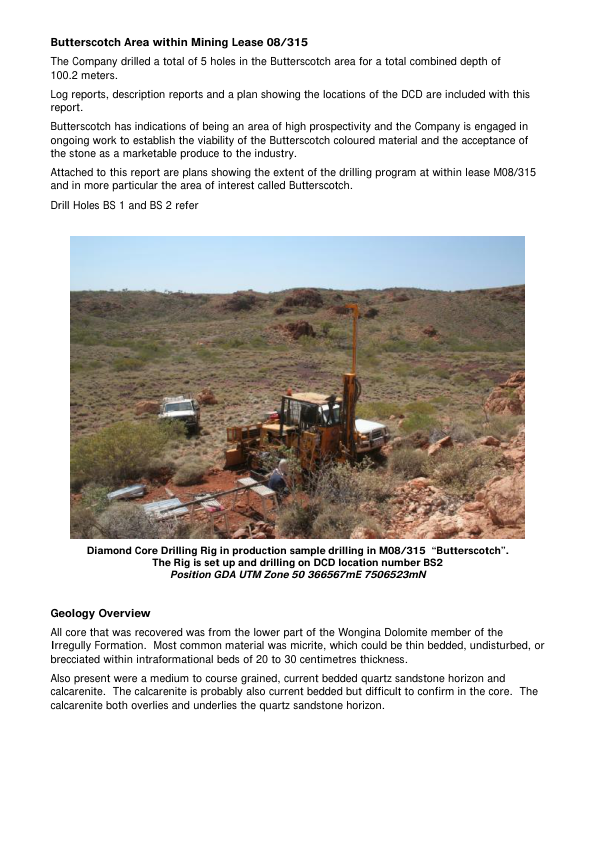 Butterscotch Area within Mining Lease 08/315
The Company drilled a total of 5 holes in the Butterscotch area for a total combined depth of
100.2 meters.
Log reports, description reports and a plan showing the locations of the DCD are included with this
report.
Butterscotch has indications of being an area of high prospectivity and the Company is engaged in
ongoing work to establish the viability of the Butterscotch coloured material and the acceptance of
the stone as a marketable produce to the industry.
Attached to this report are plans showing the extent of the drilling program at within lease M08/315
and in more particular the area of interest called Butterscotch.
Drill Holes BS 1 and BS 2 refer
Diamond Core Drilling Rig in production sample drilling in M08/315 “Butterscotch”.
The Rig is set up and drilling on DCD location number BS2
Position GDA UTM Zone 50 366567mE 7506523mN
Geology Overview
All core that was recovered was from the lower part of the Wongina Dolomite member of the
Irregully Formation. Most common material was micrite, which could be thin bedded, undisturbed, or
brecciated within intraformational beds of 20 to 30 centimetres thickness.
Also present were a medium to course grained, current bedded quartz sandstone horizon and
calcarenite. The calcarenite is probably also current bedded but difficult to confirm in the core. The
calcarenite both overlies and underlies the quartz sandstone horizon.